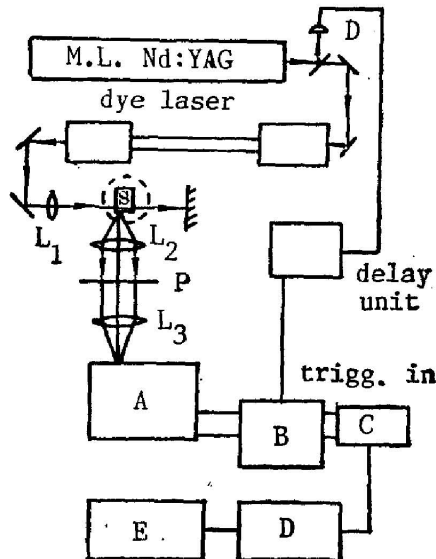 D
M.L. Nd:YAG
dye laser
S
L1
L2
P
L3
delay
unit
trigg. in
A
B
C
E
D